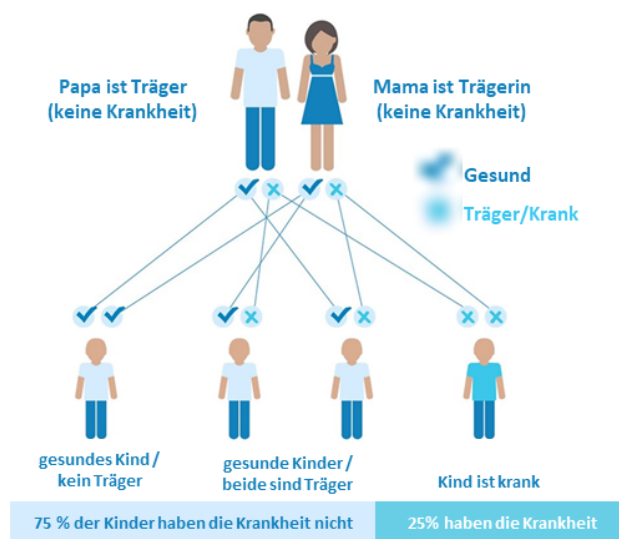 Papa ist Träger
(keine Krankheit)
Mama ist Trägerin
(keine Krankheit)
Gesund
Träger/Krank
gesundes Kind /
kein Träger
gesunde Kinder /
beide sind Träger
Kind ist krank
75 % der Kinder haben die Krankheit nicht
25% haben die Krankheit